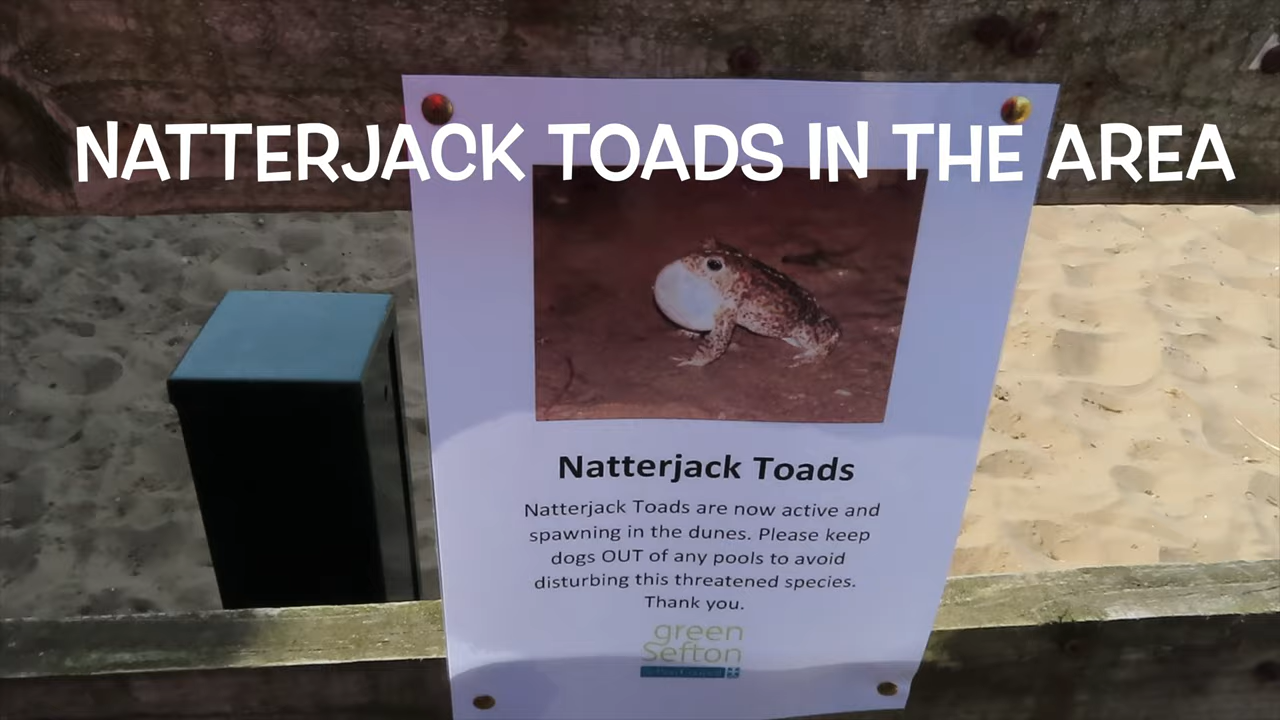 NATTERJACK TOADS IN THE AREA
Natterjack Toads
Natterjack Toads are now active and
spawning in the dunes. Please keep
dogs OUT of any pools to avoid
disturbing this threatened species.
Thank you.
green
Sefton